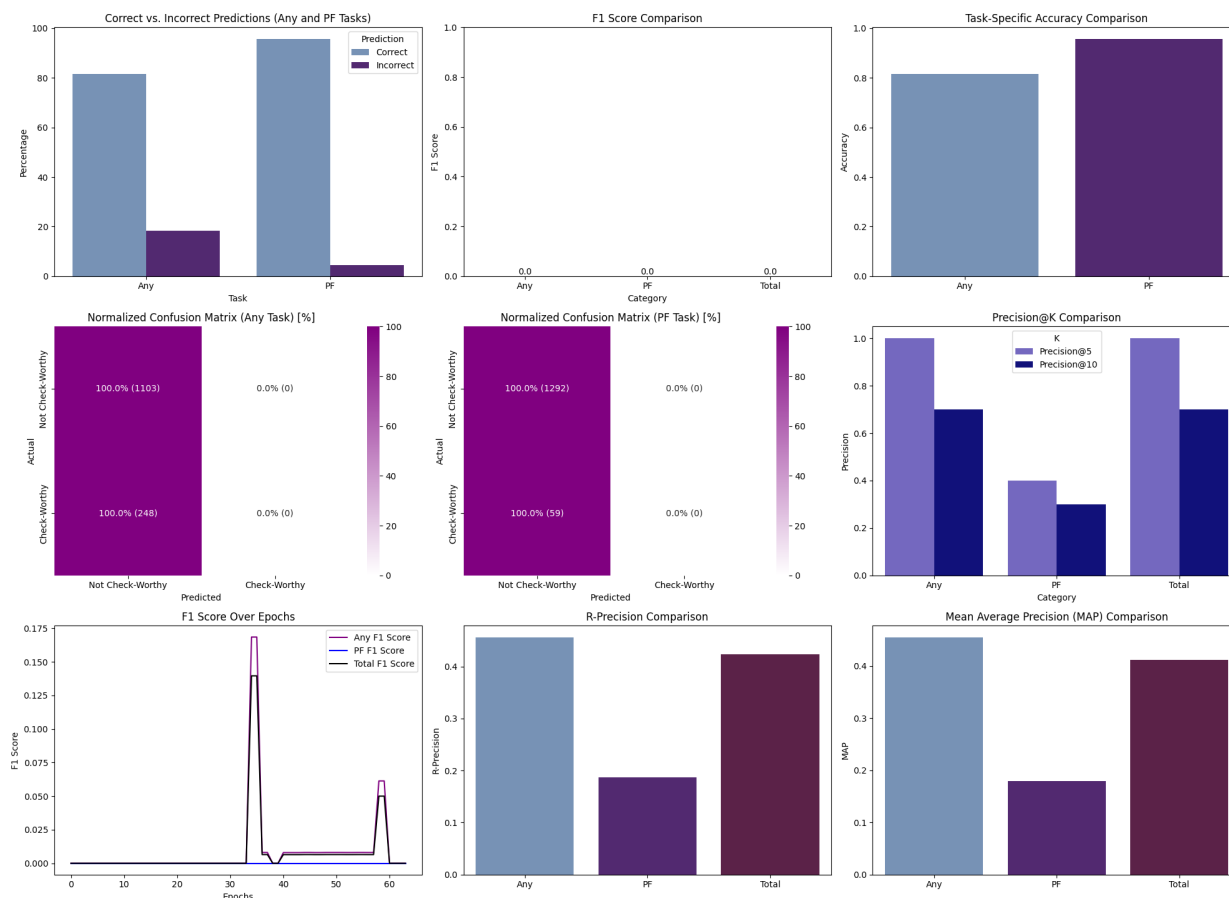 Correct vs. Incorrect Predictions (Any and PF Tasks)
100
80
60
40
20
0
Percentage
Prediction
Correct
Incorrect
Any
PF
Task
F1 Score Comparison
1.0
0.8
0.6
0.4
0.2
0.0
F1 Score
0.0
0.0
0.0
Any
PF
Total
Category
Task-Specific Accuracy Comparison
1.0
0.8
0.6
0.4
0.2
0.0
Accuracy
Any
PF
Normalized Confusion Matrix (Any Task) [%]
Actual
Not Check-Worthy
Check-Worthy
100.0% (1103)
0.0% (0)
100.0% (248)
0.0% (0)
Not Check-Worthy
Check-Worthy
Predicted
100
80
60
40
20
0
Normalized Confusion Matrix (PF Task) [%]
Actual
Not Check-Worthy
Check-Worthy
100.0% (1292)
0.0% (0)
100.0% (59)
0.0% (0)
Not Check-Worthy
Check-Worthy
Predicted
100
80
60
40
20
0
Precision@K Comparison
1.0
0.8
0.6
0.4
0.2
0.0
Precision
K
Precision@5
Precision@10
Any
PF
Total
Category
F1 Score Over Epochs
0.175
0.150
0.125
0.100
0.075
0.050
0.025
0.000
F1 Score
Any F1 Score
PF F1 Score
Total F1 Score
0
10
20
30
40
50
60
Epochs
R-Precision Comparison
0.4
0.3
0.2
0.1
0.0
R-Precision
Any
PF
Total
Mean Average Precision (MAP) Comparison
0.4
0.3
0.2
0.1
0.0
MAP
Any
PF
Total